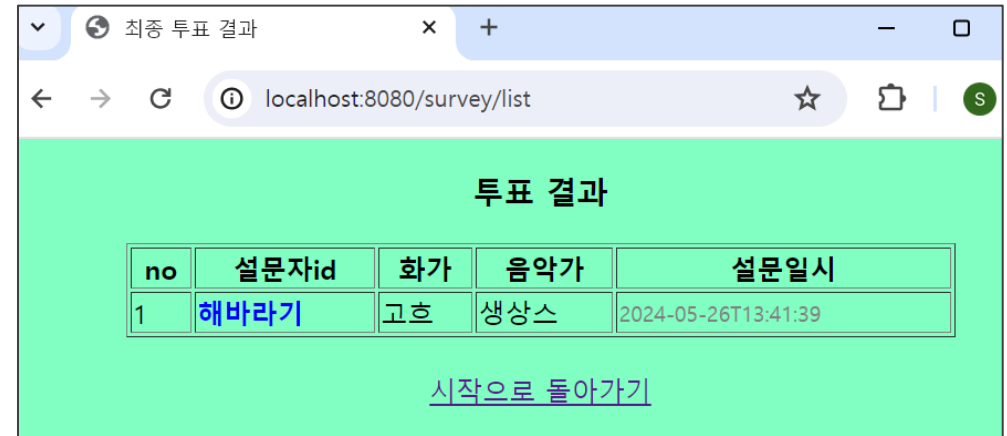 최종 투표 결과
localhost:8080/survey/list
S
투표 결과
no 설문자id 화가 음악가 설문일시
1 해바라기 고흐 생상스 2024-05-26T13:41:39
시작으로 돌아가기